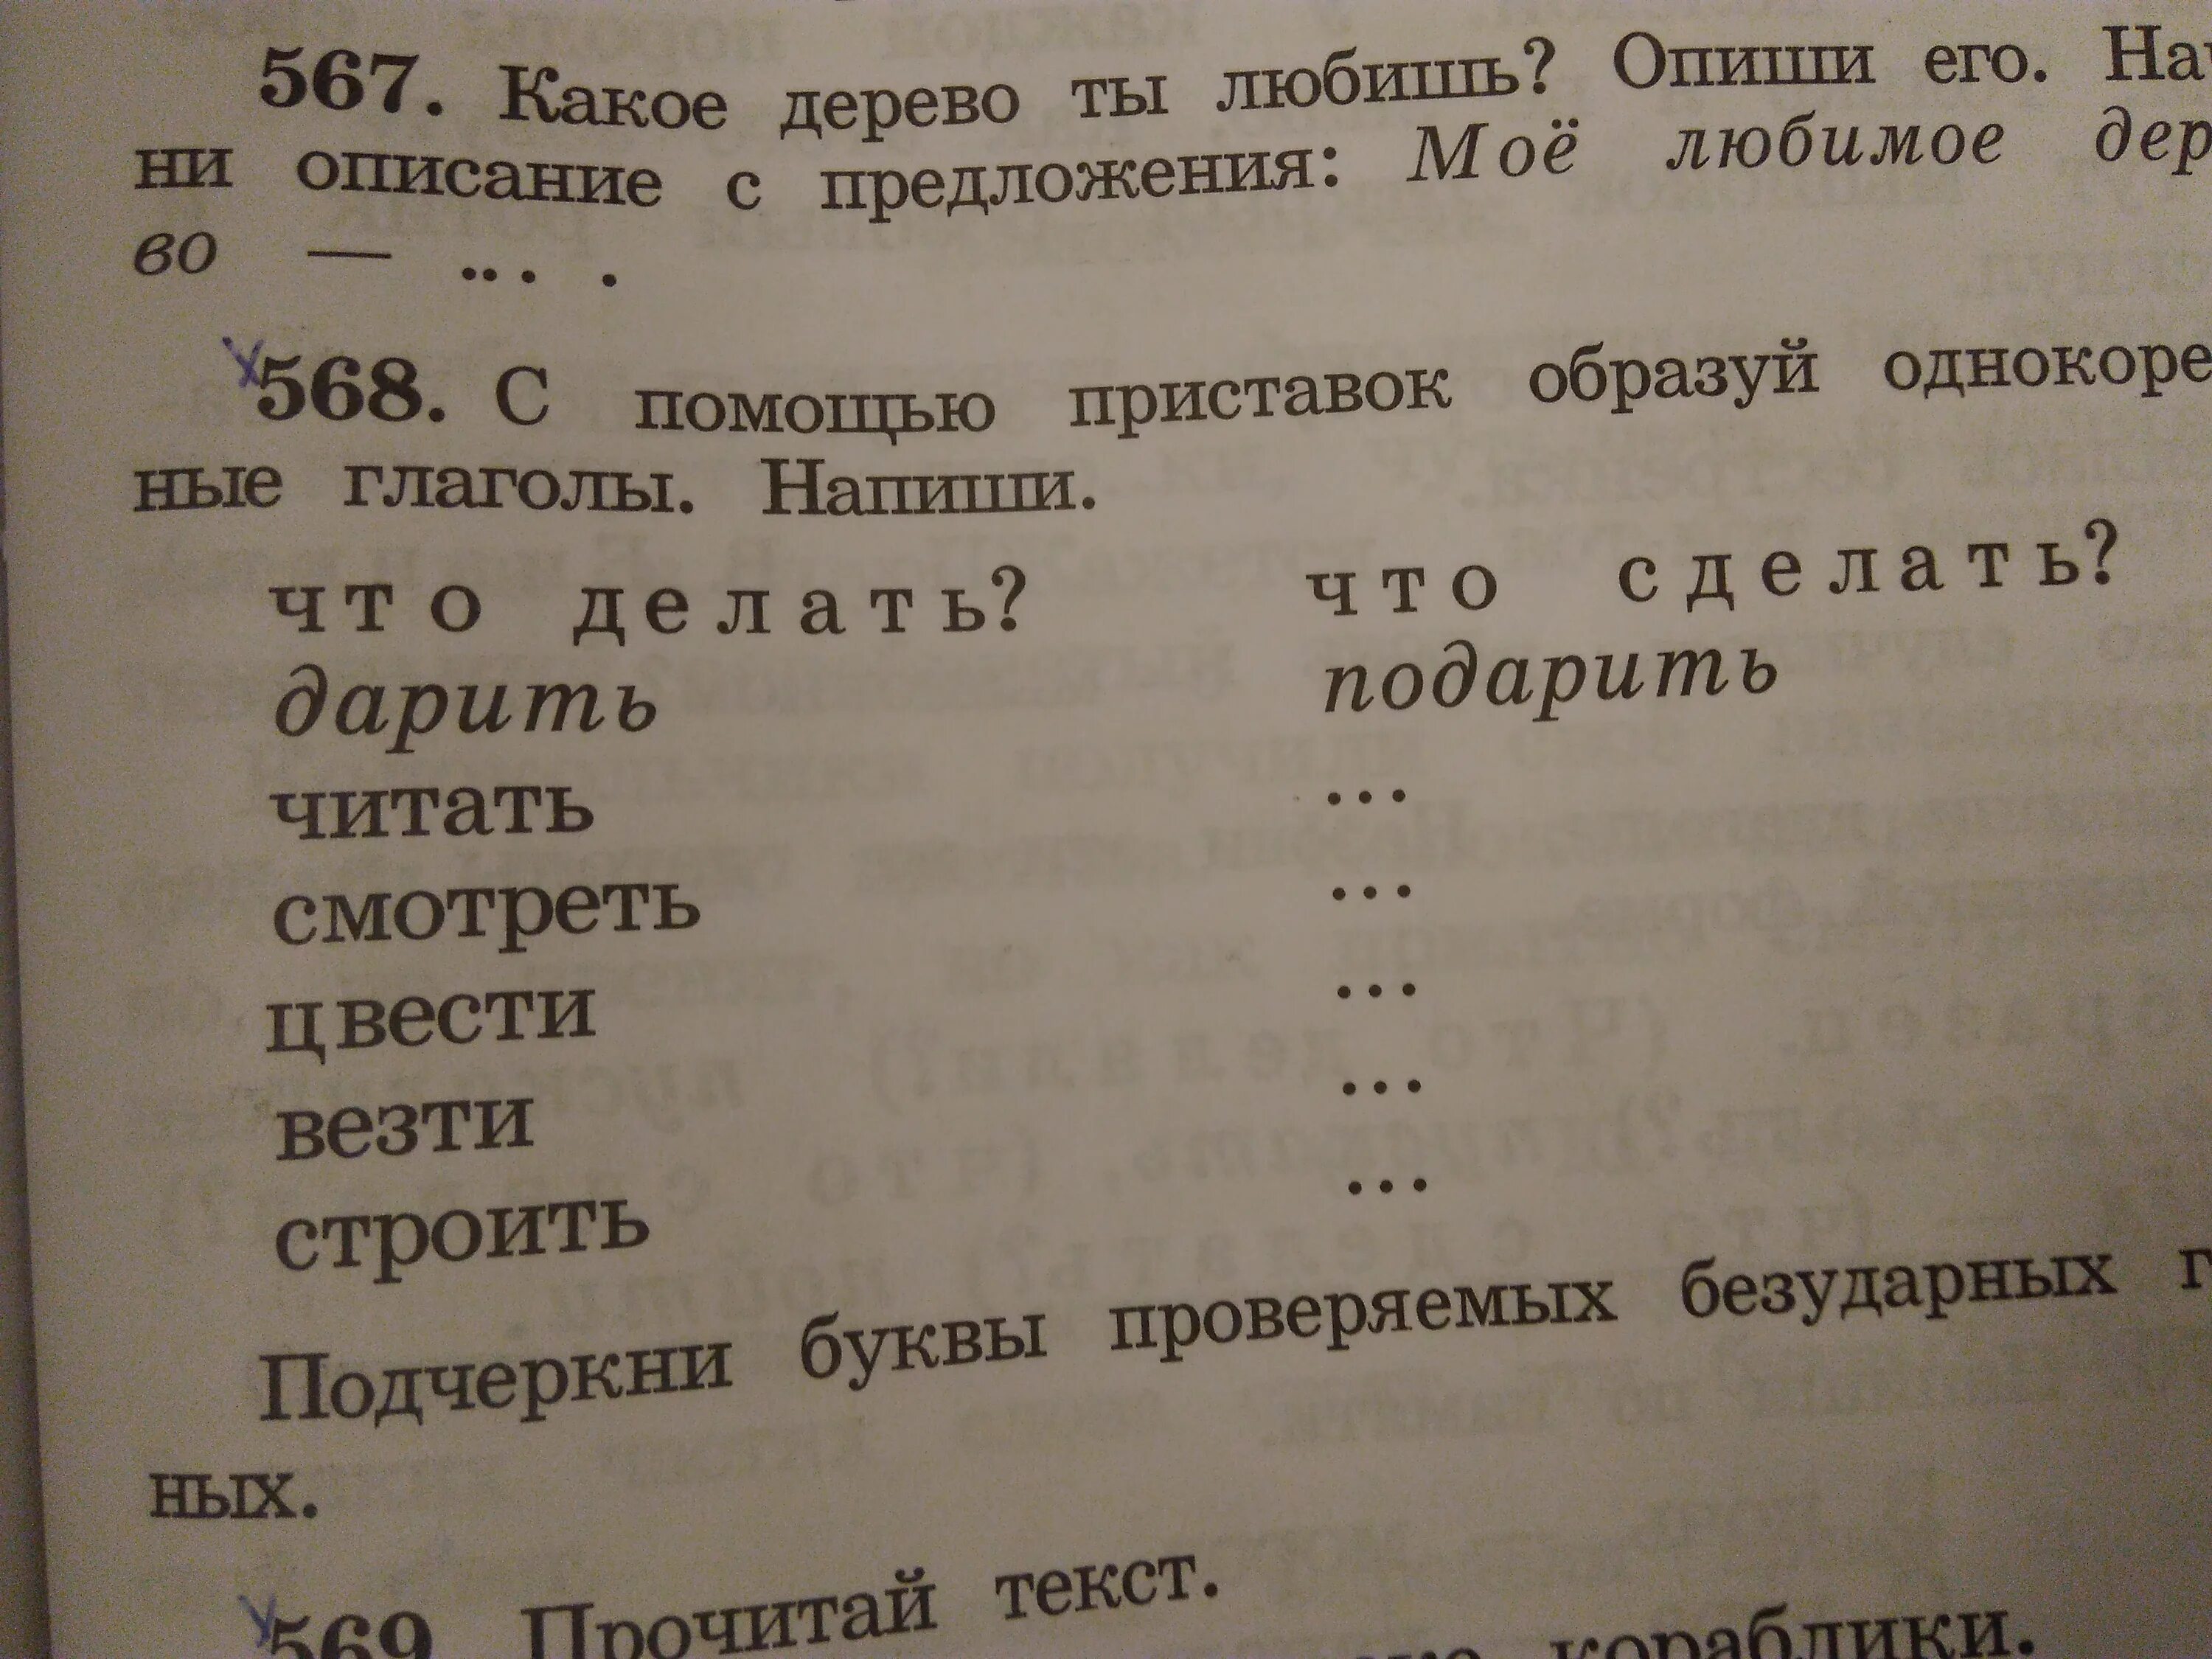 567. Какое дерево ты любишь? Опиши его. На
ни описание с предложения: Моё любимое дер
во — ... .
568. С помощью приставок образуй однокоре
ные глаголы. Напиши.
что делать? что сделать?
дарить подарить
читать ...
смотреть ...
цвести ...
везти ...
строить ...
Подчеркни буквы проверяемых безударных г
ных.
569. Прочитай текст.
кораблики.